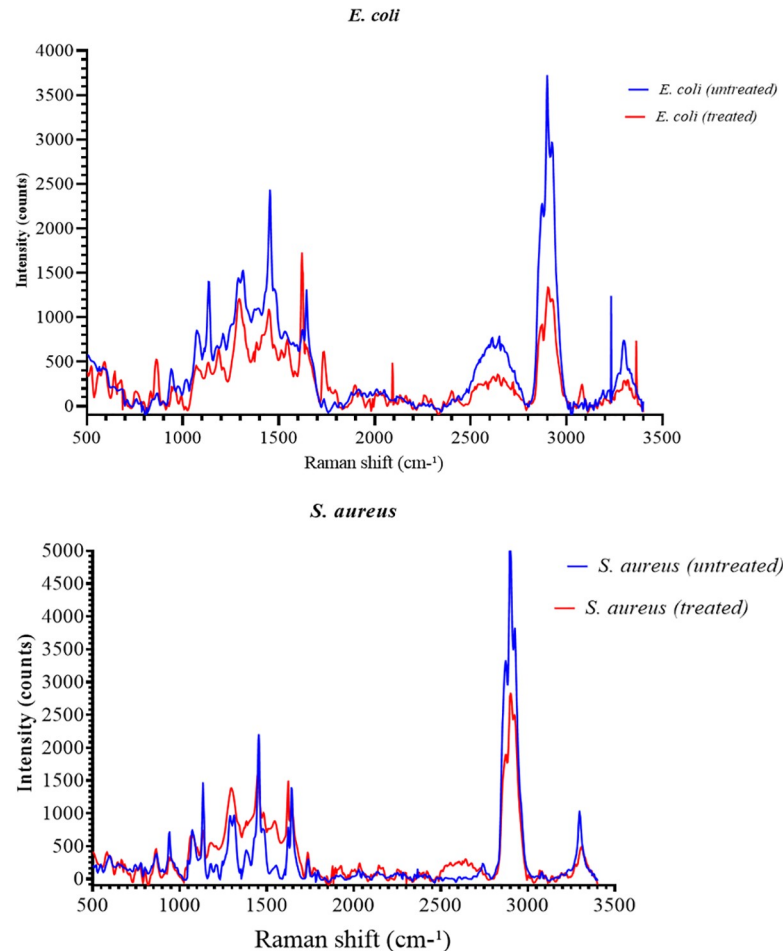 E. coli
4000
3500
3000
2500
2000
1500
1000
500
0
Intensity (counts)
E. coli (untreated)
E. coli (treated)
500 1000 1500 2000 2500 3000 3500
Raman shift (cm-¹)
S. aureus
5000
4500
4000
3500
3000
2500
2000
1500
1000
500
0
Intensity (counts)
S. aureus (untreated)
S. aureus (treated)
500 1000 1500 2000 2500 3000 3500
Raman shift (cm-¹)